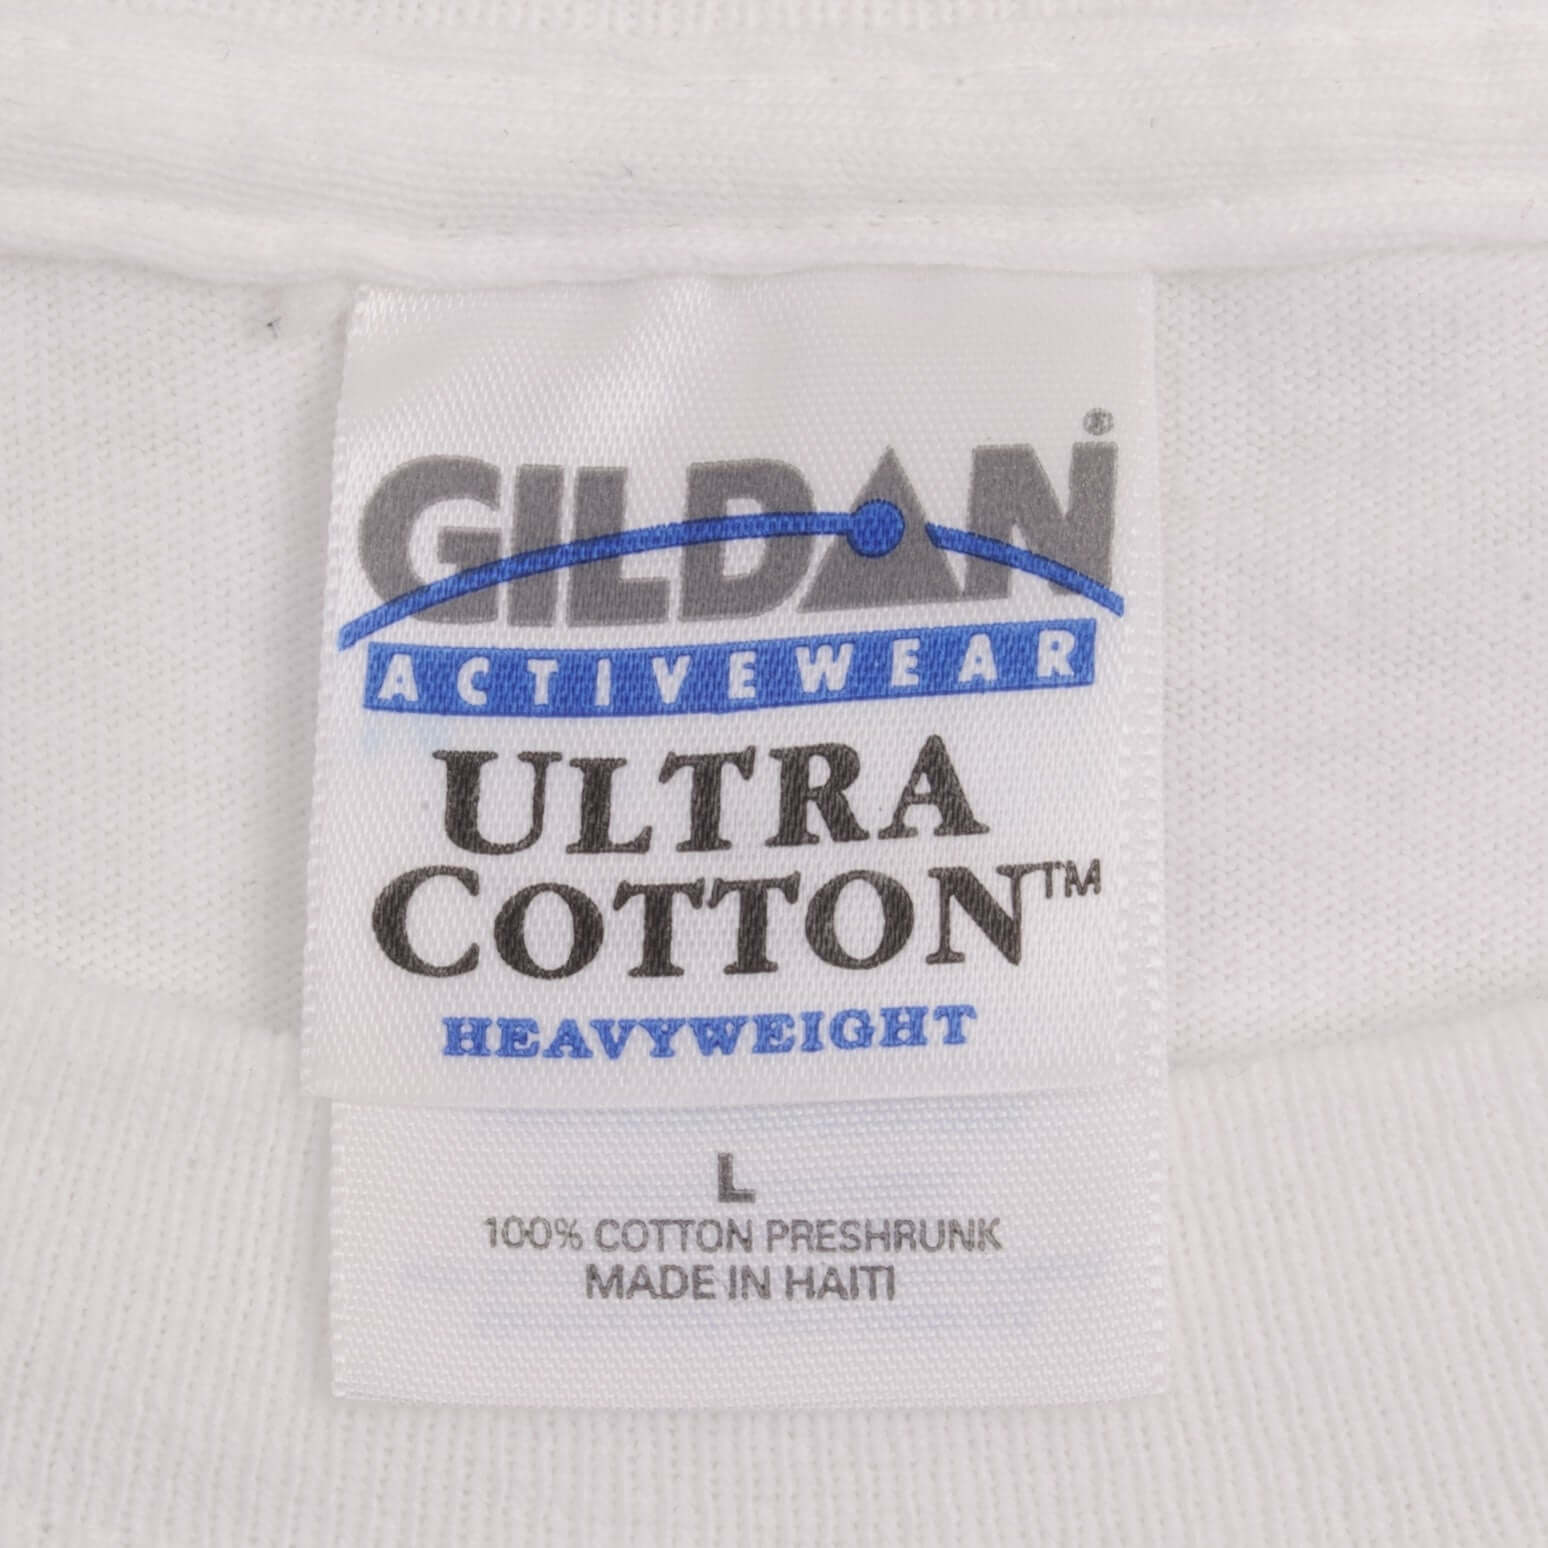 GILDAN®
ACTIVEWEAR
ULTRA
COTTON™
HEAVYWEIGHT
L
100% COTTON PRESHRUNK
MADE IN HAITI